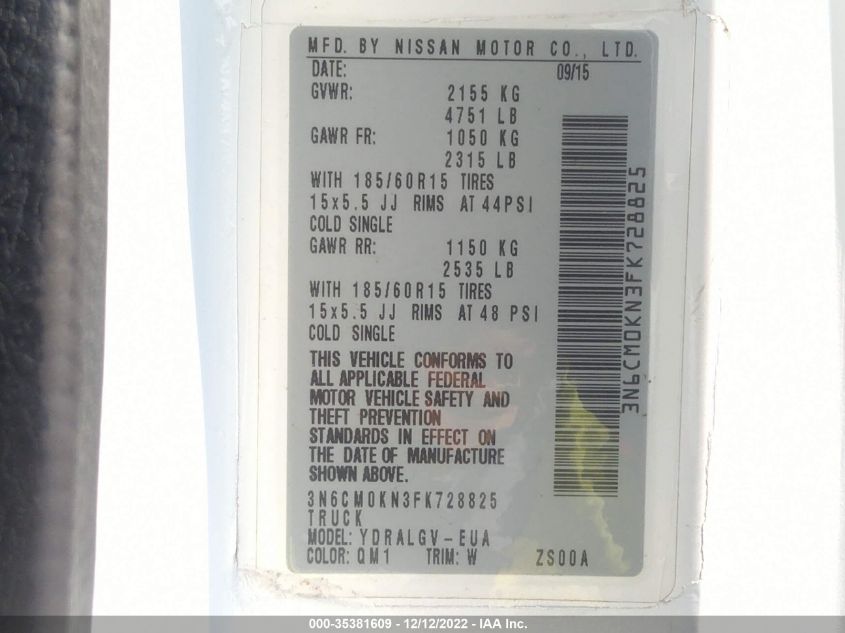 MFD. BY NISSAN MOTOR CO., LTD.
DATE: 09/15
GVWR: 2155 KG
4751 LB
GAWR FR: 1050 KG
2315 LB
WITH 185/60R15 TIRES
15x5.5 JJ RIMS AT 44PSI
COLD SINGLE
GAWR RR: 1150 KG
2535 LB
WITH 185/60R15 TIRES
15x5.5 JJ RIMS AT 48 PSI
COLD SINGLE
THIS VEHICLE CONFORMS TO
ALL APPLICABLE FEDERAL
MOTOR VEHICLE SAFETY AND
THEFT PREVENTION
STANDARDS IN EFFECT ON
THE DATE OF MANUFACTURE
SHOWN ABOVE.
3N6CM0KN3FK728825
TRUCK
MODEL: YDRALGV-EUA
COLOR: QM1 TRIM: W ZS00A
3N6CM0KN3FK728825
000-35381609 - 12/12/2022 - IAA Inc.